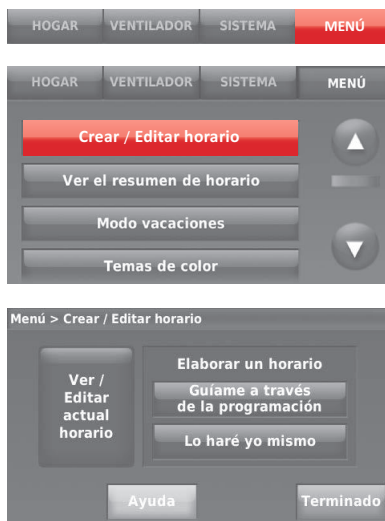 HOGAR VENTILADOR SISTEMA MENÚ
HOGAR VENTILADOR SISTEMA MENÚ
Crear / Editar horario
Ver el resumen de horario
Modo vacaciones
Temas de color
Menú > Crear / Editar horario
Ver /
Editar
actual
horario
Elaborar un horario
Guíame a través
de la programación
Lo haré yo mismo
Ayuda
Terminado